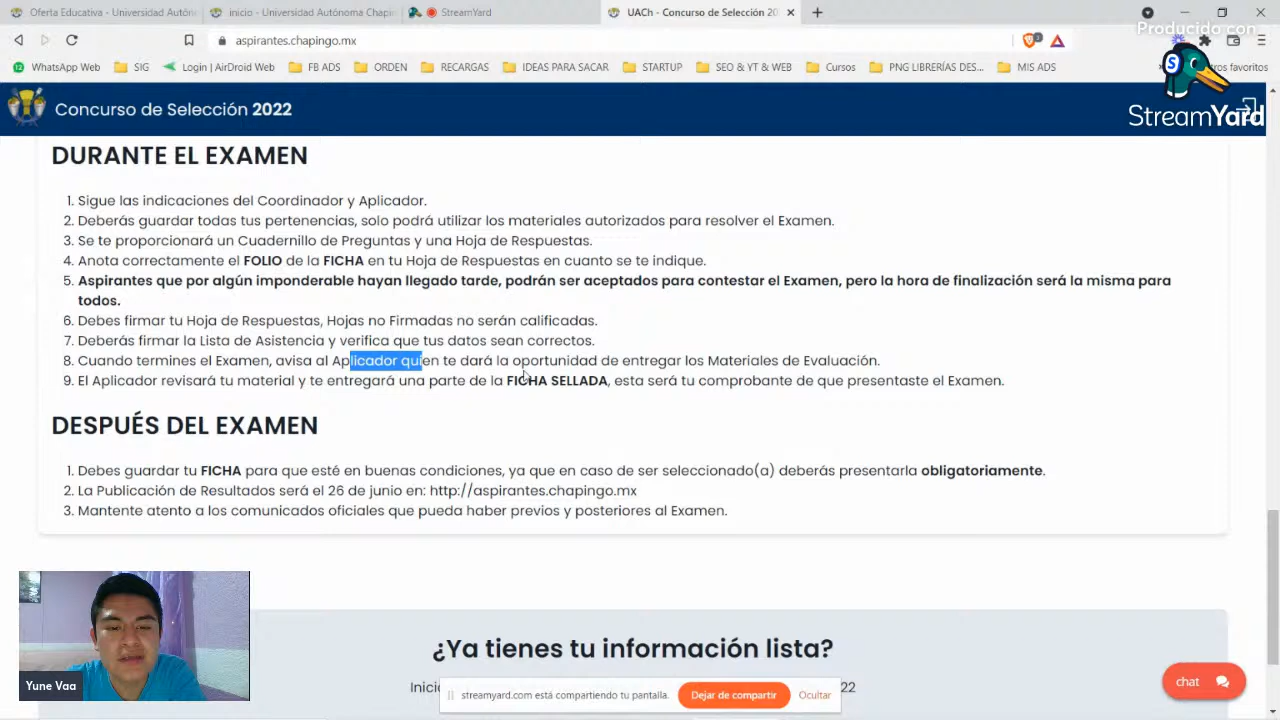 Oferta Educativa - Universidad Autón
inicio - Universidad Autónoma Chapin
StreamYard
UACh - Concurso de Selección 20
Producido con
aspirantes.chapingo.mx
WhatsApp Web
SIG
Login | AirDroid Web
FB ADS
ORDEN
RECANVA
IDEAS PARA SACAR
STARTUP
SEO & YT & WEB
Cursos
PNG LIBRERÍAS DES...
MIS ADS
tros favoritos
Concurso de Selección 2022
StreamYard
DURANTE EL EXAMEN
1. Sigue las indicaciones del Coordinador y Aplicador.
2. Deberás guardar todas tus pertenencias, solo podrá utilizar los materiales autorizados para resolver el Examen.
3. Se te proporcionará un Cuadernillo de Preguntas y una Hoja de Respuestas.
4. Anota correctamente el FOLIO de la FICHA en tu Hoja de Respuestas en cuanto se te indique.
5. Aspirantes que por algún imponderable hayan llegado tarde, podrán ser aceptados para contestar el Examen, pero la hora de finalización será la misma para
todos.
6. Debes firmar tu Hoja de Respuestas, Hojas no Firmadas no serán calificadas.
7. Deberás firmar la Lista de Asistencia y verifica que tus datos sean correctos.
8. Cuando termines el Examen, avisa al Aplicador quien te dará la oportunidad de entregar los Materiales de Evaluación.
9. El Aplicador revisará tu material y te entregará una parte de la FICHA SELLADA, esta será tu comprobante de que presentaste el Examen.
DESPUÉS DEL EXAMEN
1. Debes guardar tu FICHA para que esté en buenas condiciones, ya que en caso de ser seleccionado(a) deberás presentarla obligatoriamente.
2. La Publicación de Resultados será el 26 de junio en: http://aspirantes.chapingo.mx
3. Mantente atento a los comunicados oficiales que pueda haber previos y posteriores al Examen.
¿Ya tienes tu información lista?
Inicia
22
streamyard.com está compartiendo tu pantalla.
Dejar de compartir
Ocultar
chat
Yune Vaa